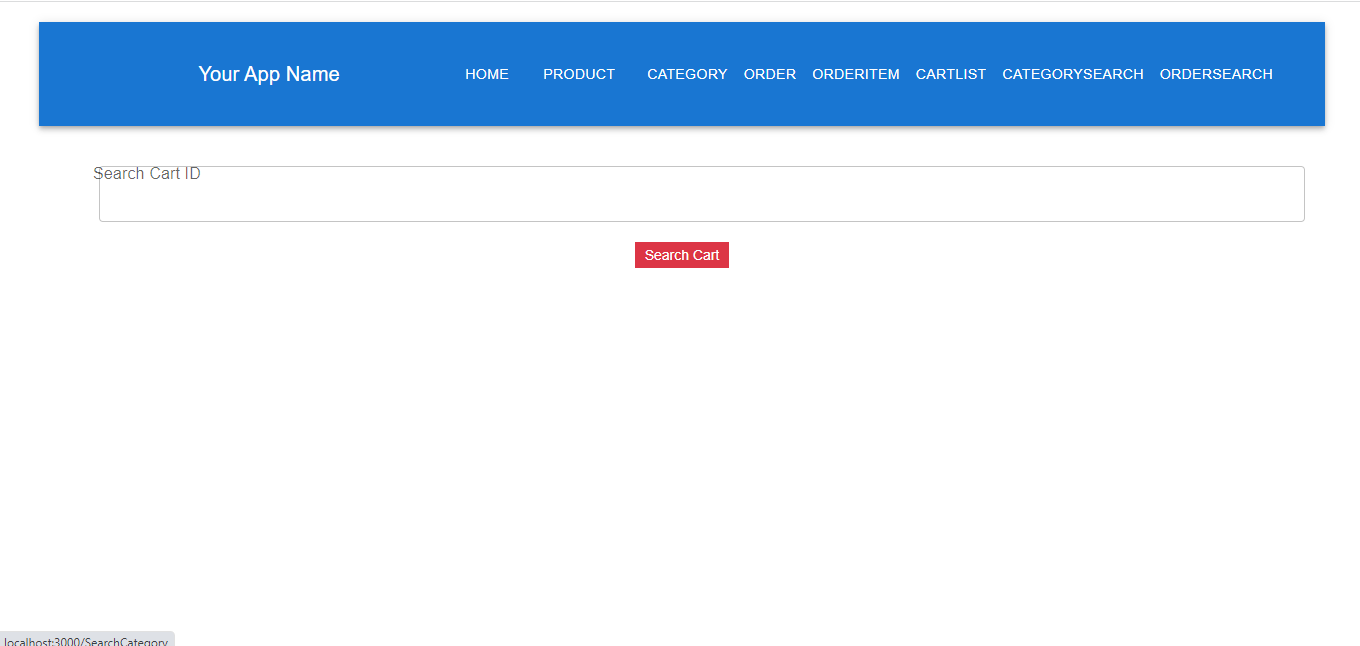 Your App Name HOME PRODUCT CATEGORY ORDER ORDERITEM CARTLIST CATEGORYSEARCH ORDERSEARCH
Search Cart ID
Search Cart
localhost:3000/SearchCategory